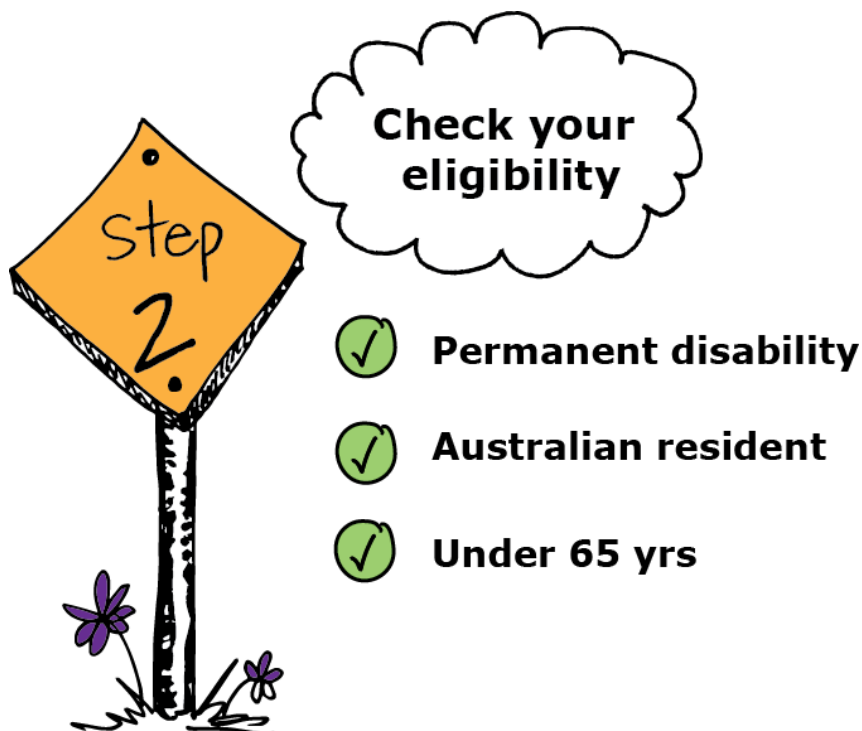 Check your
eligibility
Step
2
Permanent disability
Australian resident
Under 65 yrs